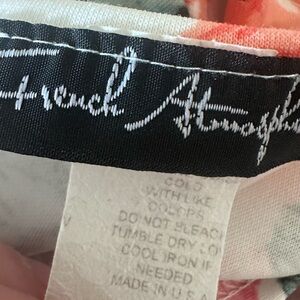 French Atmosph
COLD
WITH LIKE
COLORS
DO NOT BLEACH
TUMBLE DRY LO
COOL IRON IF
NEEDED
MADE IN U.S.